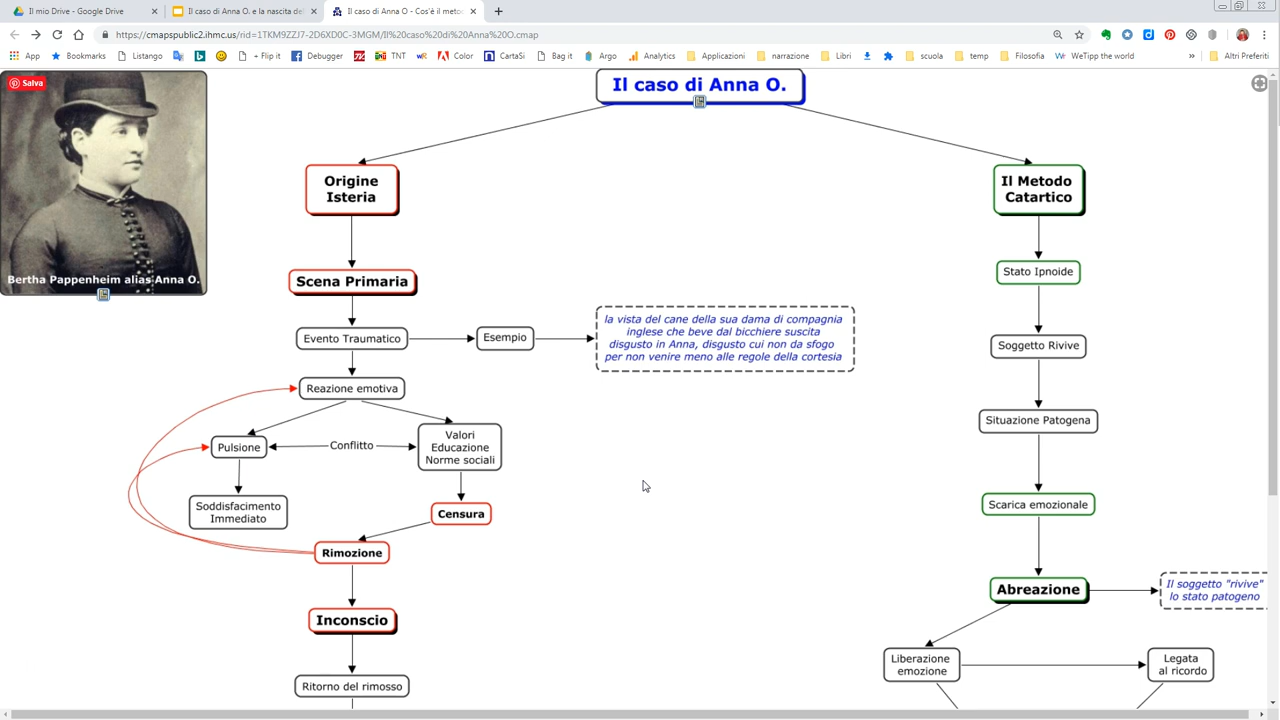 Il mio Drive - Google Drive
Il caso di Anna O. e la nascita del
Il caso di Anna O - Cos'è il meto
https://cmapspublic2.ihmc.us/rid=1TKM9ZZJ7-2D6XD0C-3MGM/Il%20caso%20di%20Anna%20O.cmap
App
Bookmarks
Listango
+ Flip it
Debugger
TNT
Color
CartaSi
Bag it
Argo
Analytics
Applicazioni
narrazione
Libri
scuola
temp
Filosofia
WeTipp the world
»
Altri Preferiti
Salva
Bertha Pappenheim alias Anna O.
Il caso di Anna O.
Origine
Isteria
Scena Primaria
Evento Traumatico
Esempio
la vista del cane della sua dama di compagnia
inglese che beve dal bicchiere suscita
disgusto in Anna, disgusto cui non da sfogo
per non venire meno alle regole della cortesia
Reazione emotiva
Pulsione
Conflitto
Valori
Educazione
Norme sociali
Soddisfacimento
Immediato
Censura
Rimozione
Inconscio
Ritorno del rimosso
Il Metodo
Catartico
Stato Ipnoide
Soggetto Rivive
Situazione Patogena
Scarica emozionale
Abreazione
Il soggetto "rivive"
lo stato patogeno
Liberazione
emozione
Legata
al ricordo